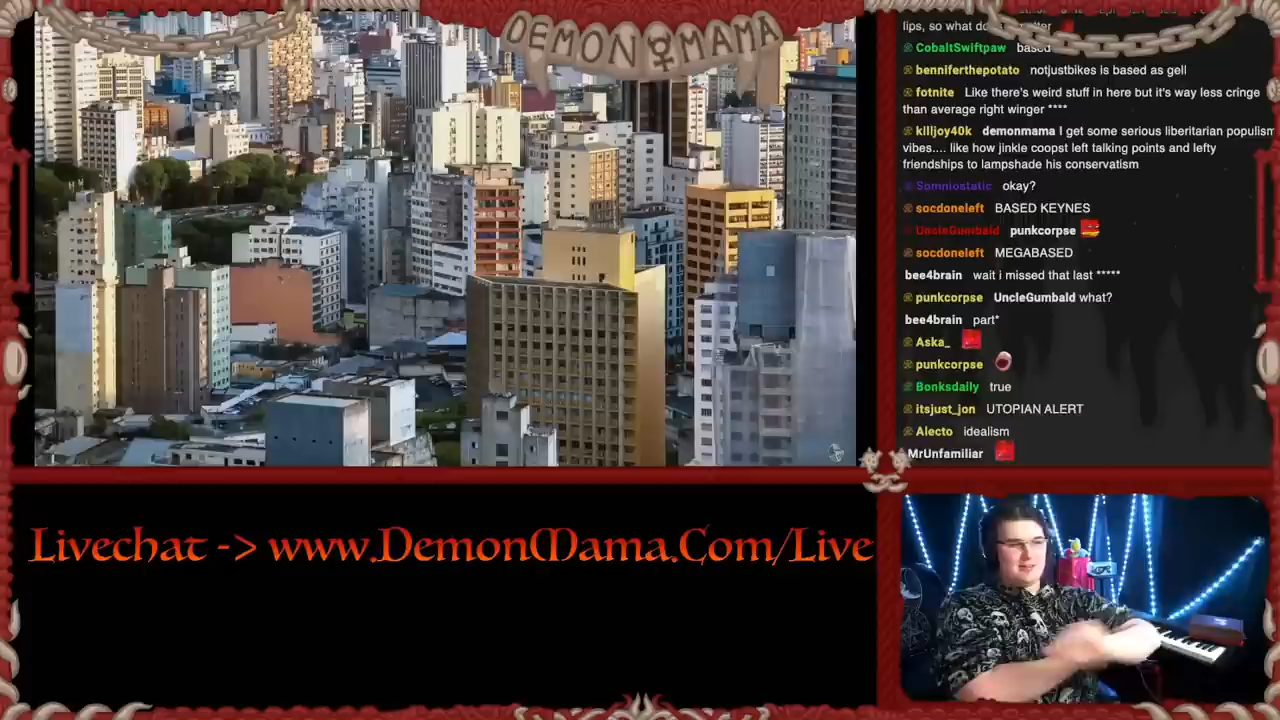 DEMON MAMA
lips, so what do
CobaltSwiftpaw based
benniferthepotato notjustbikes is based as gell
fotnite Like there's weird stuff in here but it's way less cringe
than average right winger ****
killjoy40k demonmama I get some serious liberitarian populism
vibes.... like how jinkle coopst left talking points and lefty
friendships to lampshade his conservatism
Somniostatic okay?
socdoneleft BASED KEYNES
UncleGumbald punkcorpse
socdoneleft MEGABASED
bee4brain wait i missed that last *****
punkcorpse UncleGumbald what?
bee4brain part*
Aska_
punkcorpse
Bonksdaily true
itsjust_jon UTOPIAN ALERT
Alecto idealism
MrUnfamiliar
Livechat -> www.DemonMama.Com/Live